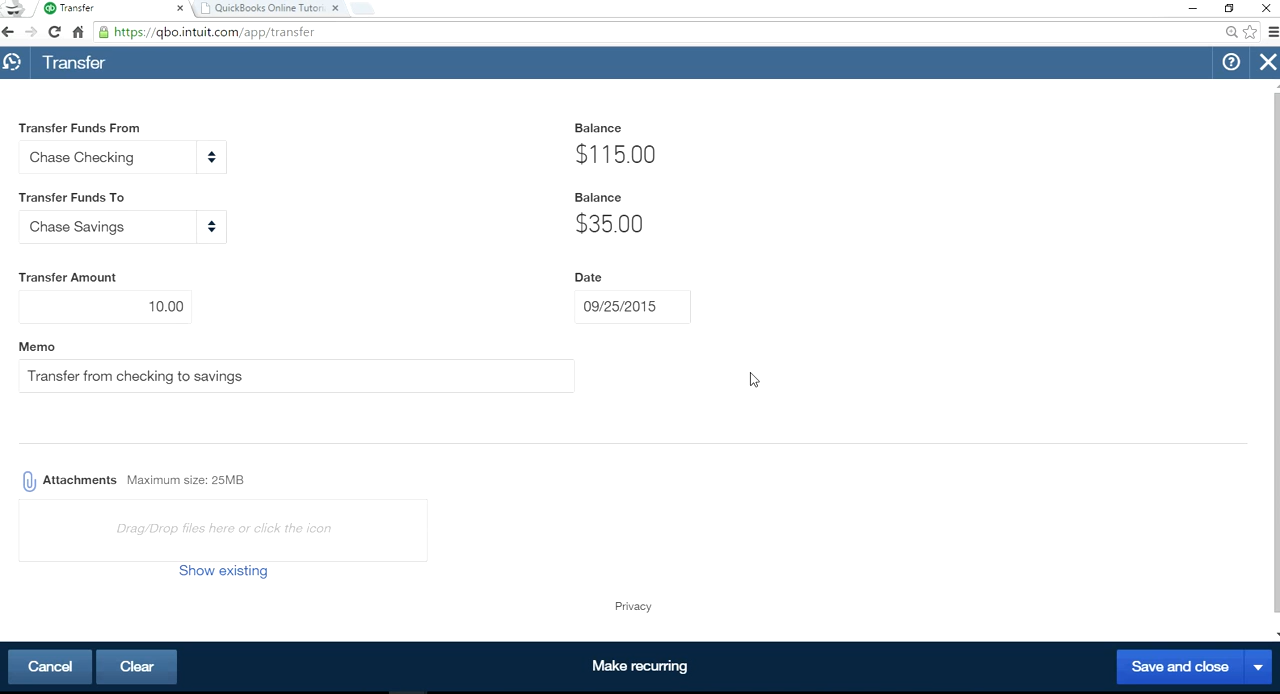 Transfer
QuickBooks Online Tutori
https://qbo.intuit.com/app/transfer
Transfer
Transfer Funds From
Balance
Chase Checking
$115.00
Transfer Funds To
Balance
Chase Savings
$35.00
Transfer Amount
Date
10.00
09/25/2015
Memo
Transfer from checking to savings
Attachments Maximum size: 25MB
Drag/Drop files here or click the icon
Show existing
Privacy
Cancel
Clear
Make recurring
Save and close